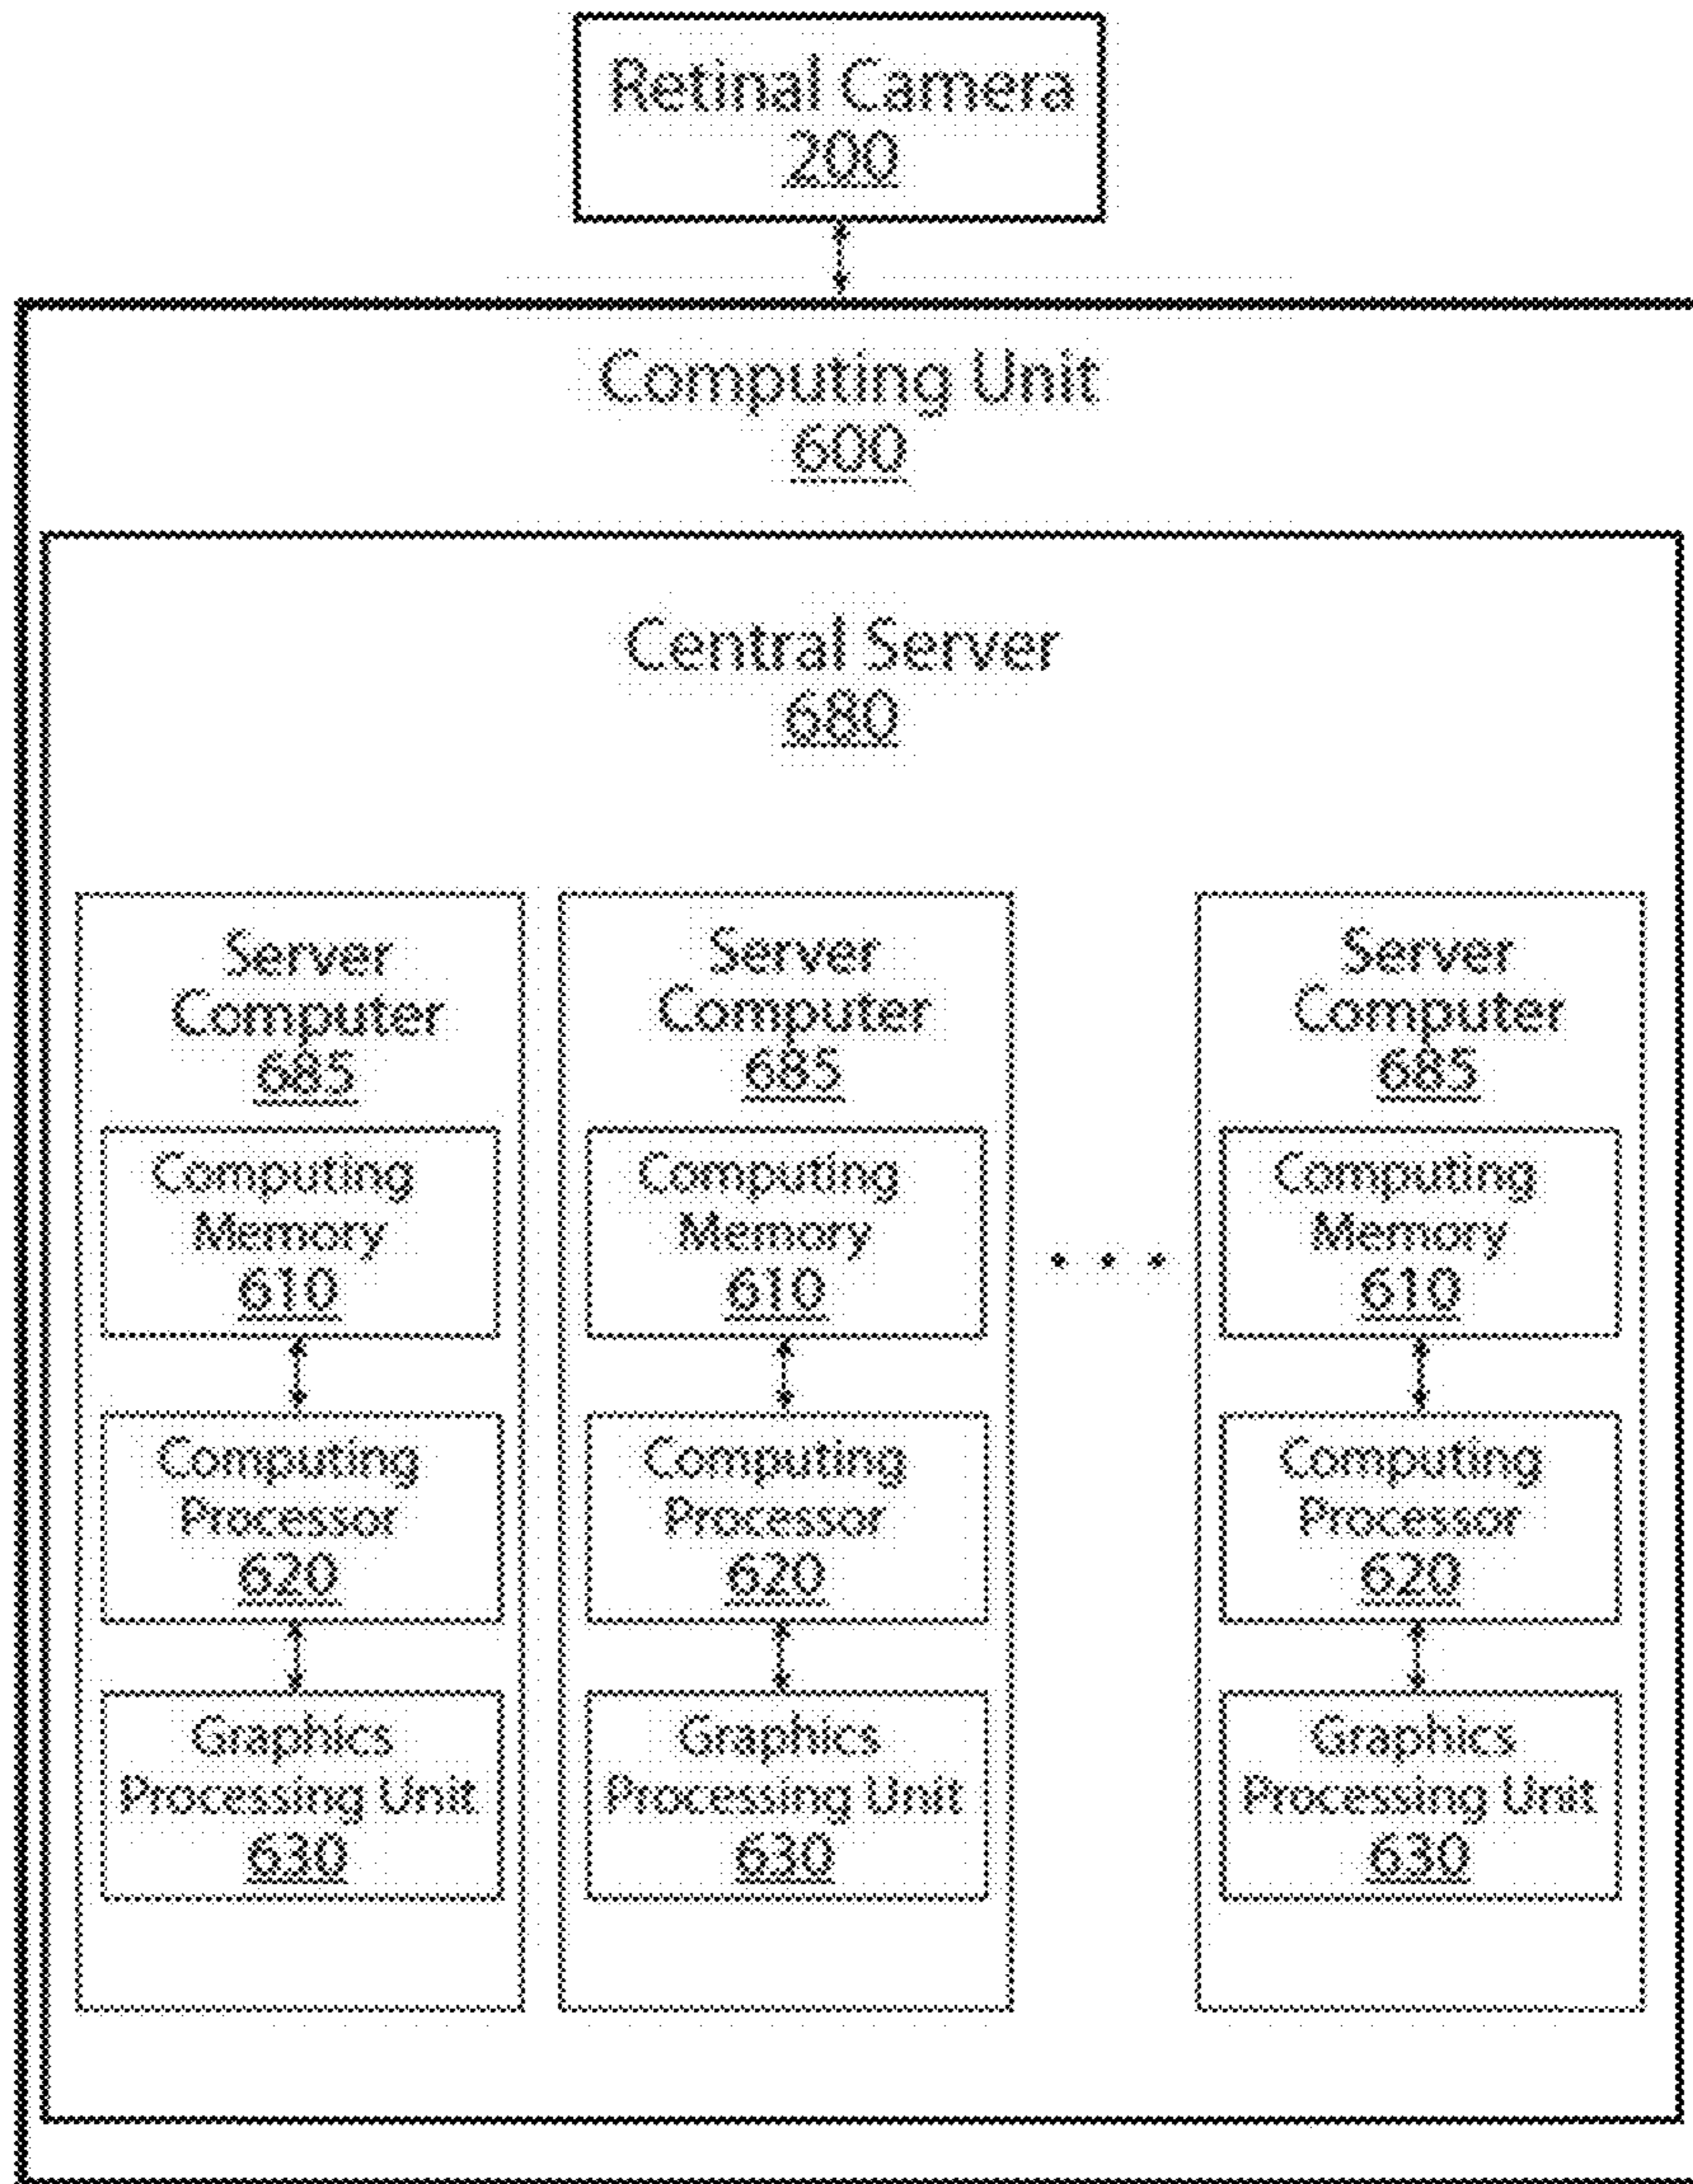 Retinal Camera
200
Computing Unit
600
Central Server
680
Server
Computer
685
Computing
Memory
610
Computing
Processor
620
Graphics
Processing Unit
630
Server
Computer
685
Computing
Memory
610
Computing
Processor
620
Graphics
Processing Unit
630
. . .
Server
Computer
685
Computing
Memory
610
Computing
Processor
620
Graphics
Processing Unit
630